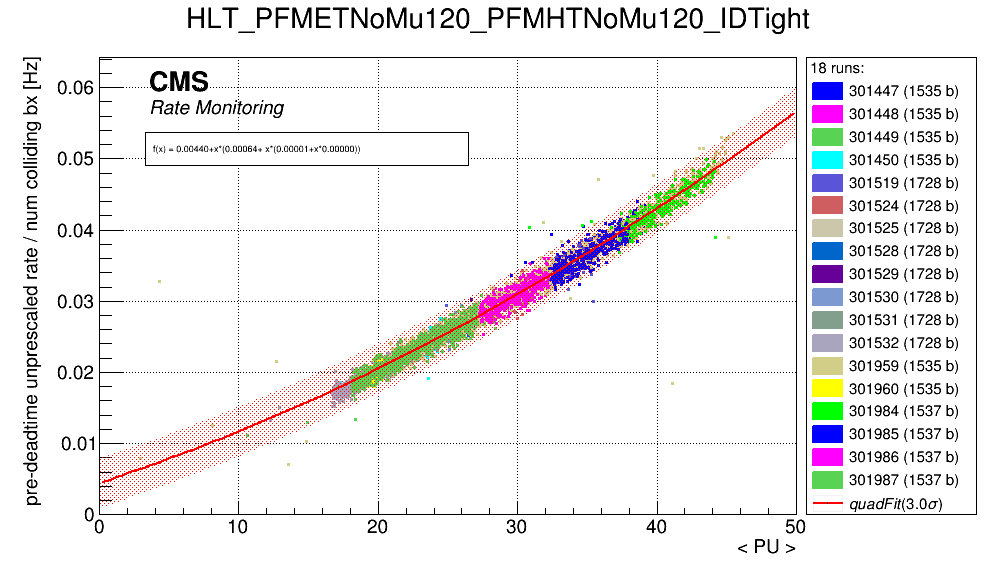 HLT_PFMETNoMu120_PFMHTNoMu120_IDTight
pre-deadtime unprescaled rate / num colliding bx [Hz]
CMS
Rate Monitoring
f(x) = 0.00440+x*(0.00064+ x*(0.00001+x*0.00000))
0.06
0.05
0.04
0.03
0.02
0.01
0
0 10 20 30 40 50
< PU >
18 runs:
301447 (1535 b)
301448 (1535 b)
301449 (1535 b)
301450 (1535 b)
301519 (1728 b)
301524 (1728 b)
301525 (1728 b)
301528 (1728 b)
301529 (1728 b)
301530 (1728 b)
301531 (1728 b)
301532 (1728 b)
301959 (1535 b)
301960 (1535 b)
301984 (1537 b)
301985 (1537 b)
301986 (1537 b)
301987 (1537 b)
quadFit(3.0σ)